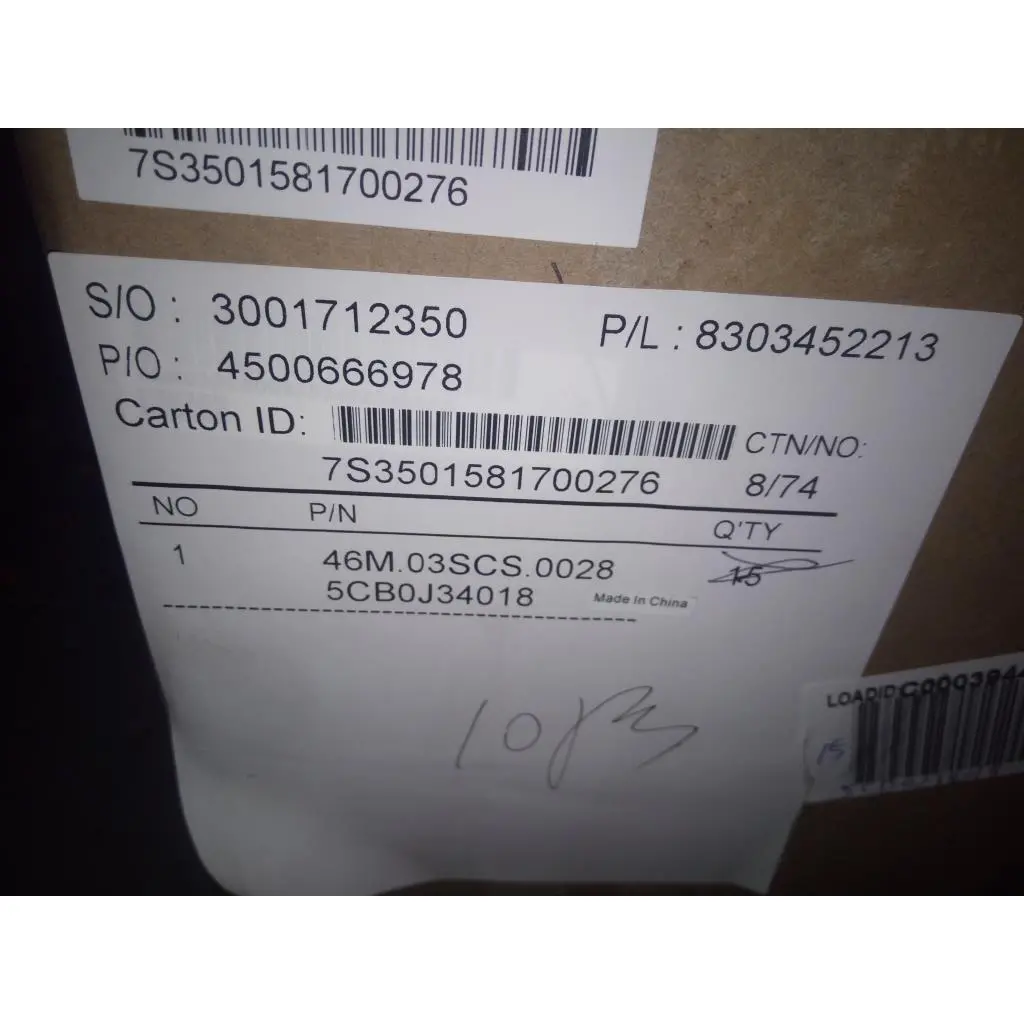 7S3501581700276
S/O : 3001712350 P/L : 8303452213
P/O : 4500666978
Carton ID: CTN/NO:
7S3501581700276 8/74
NO P/N Q'TY
1 46M.03SCS.0028 15
5CB0J34018 Made In China
LOADID
15